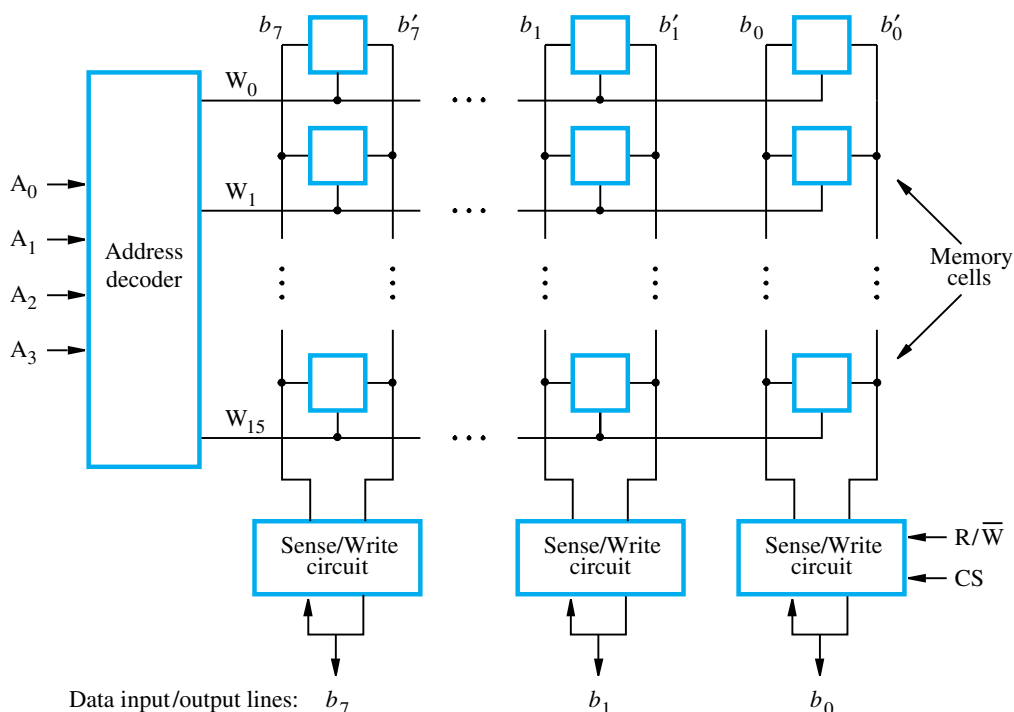 b7 b′7 b1 b′1 b0 b′0
W0
W1
A0
A1
A2
A3
Address
decoder
Memory
cells
W15
Sense/Write
circuit
Sense/Write
circuit
Sense/Write
circuit
R/W̅
CS
Data input/output lines: b7 b1 b0